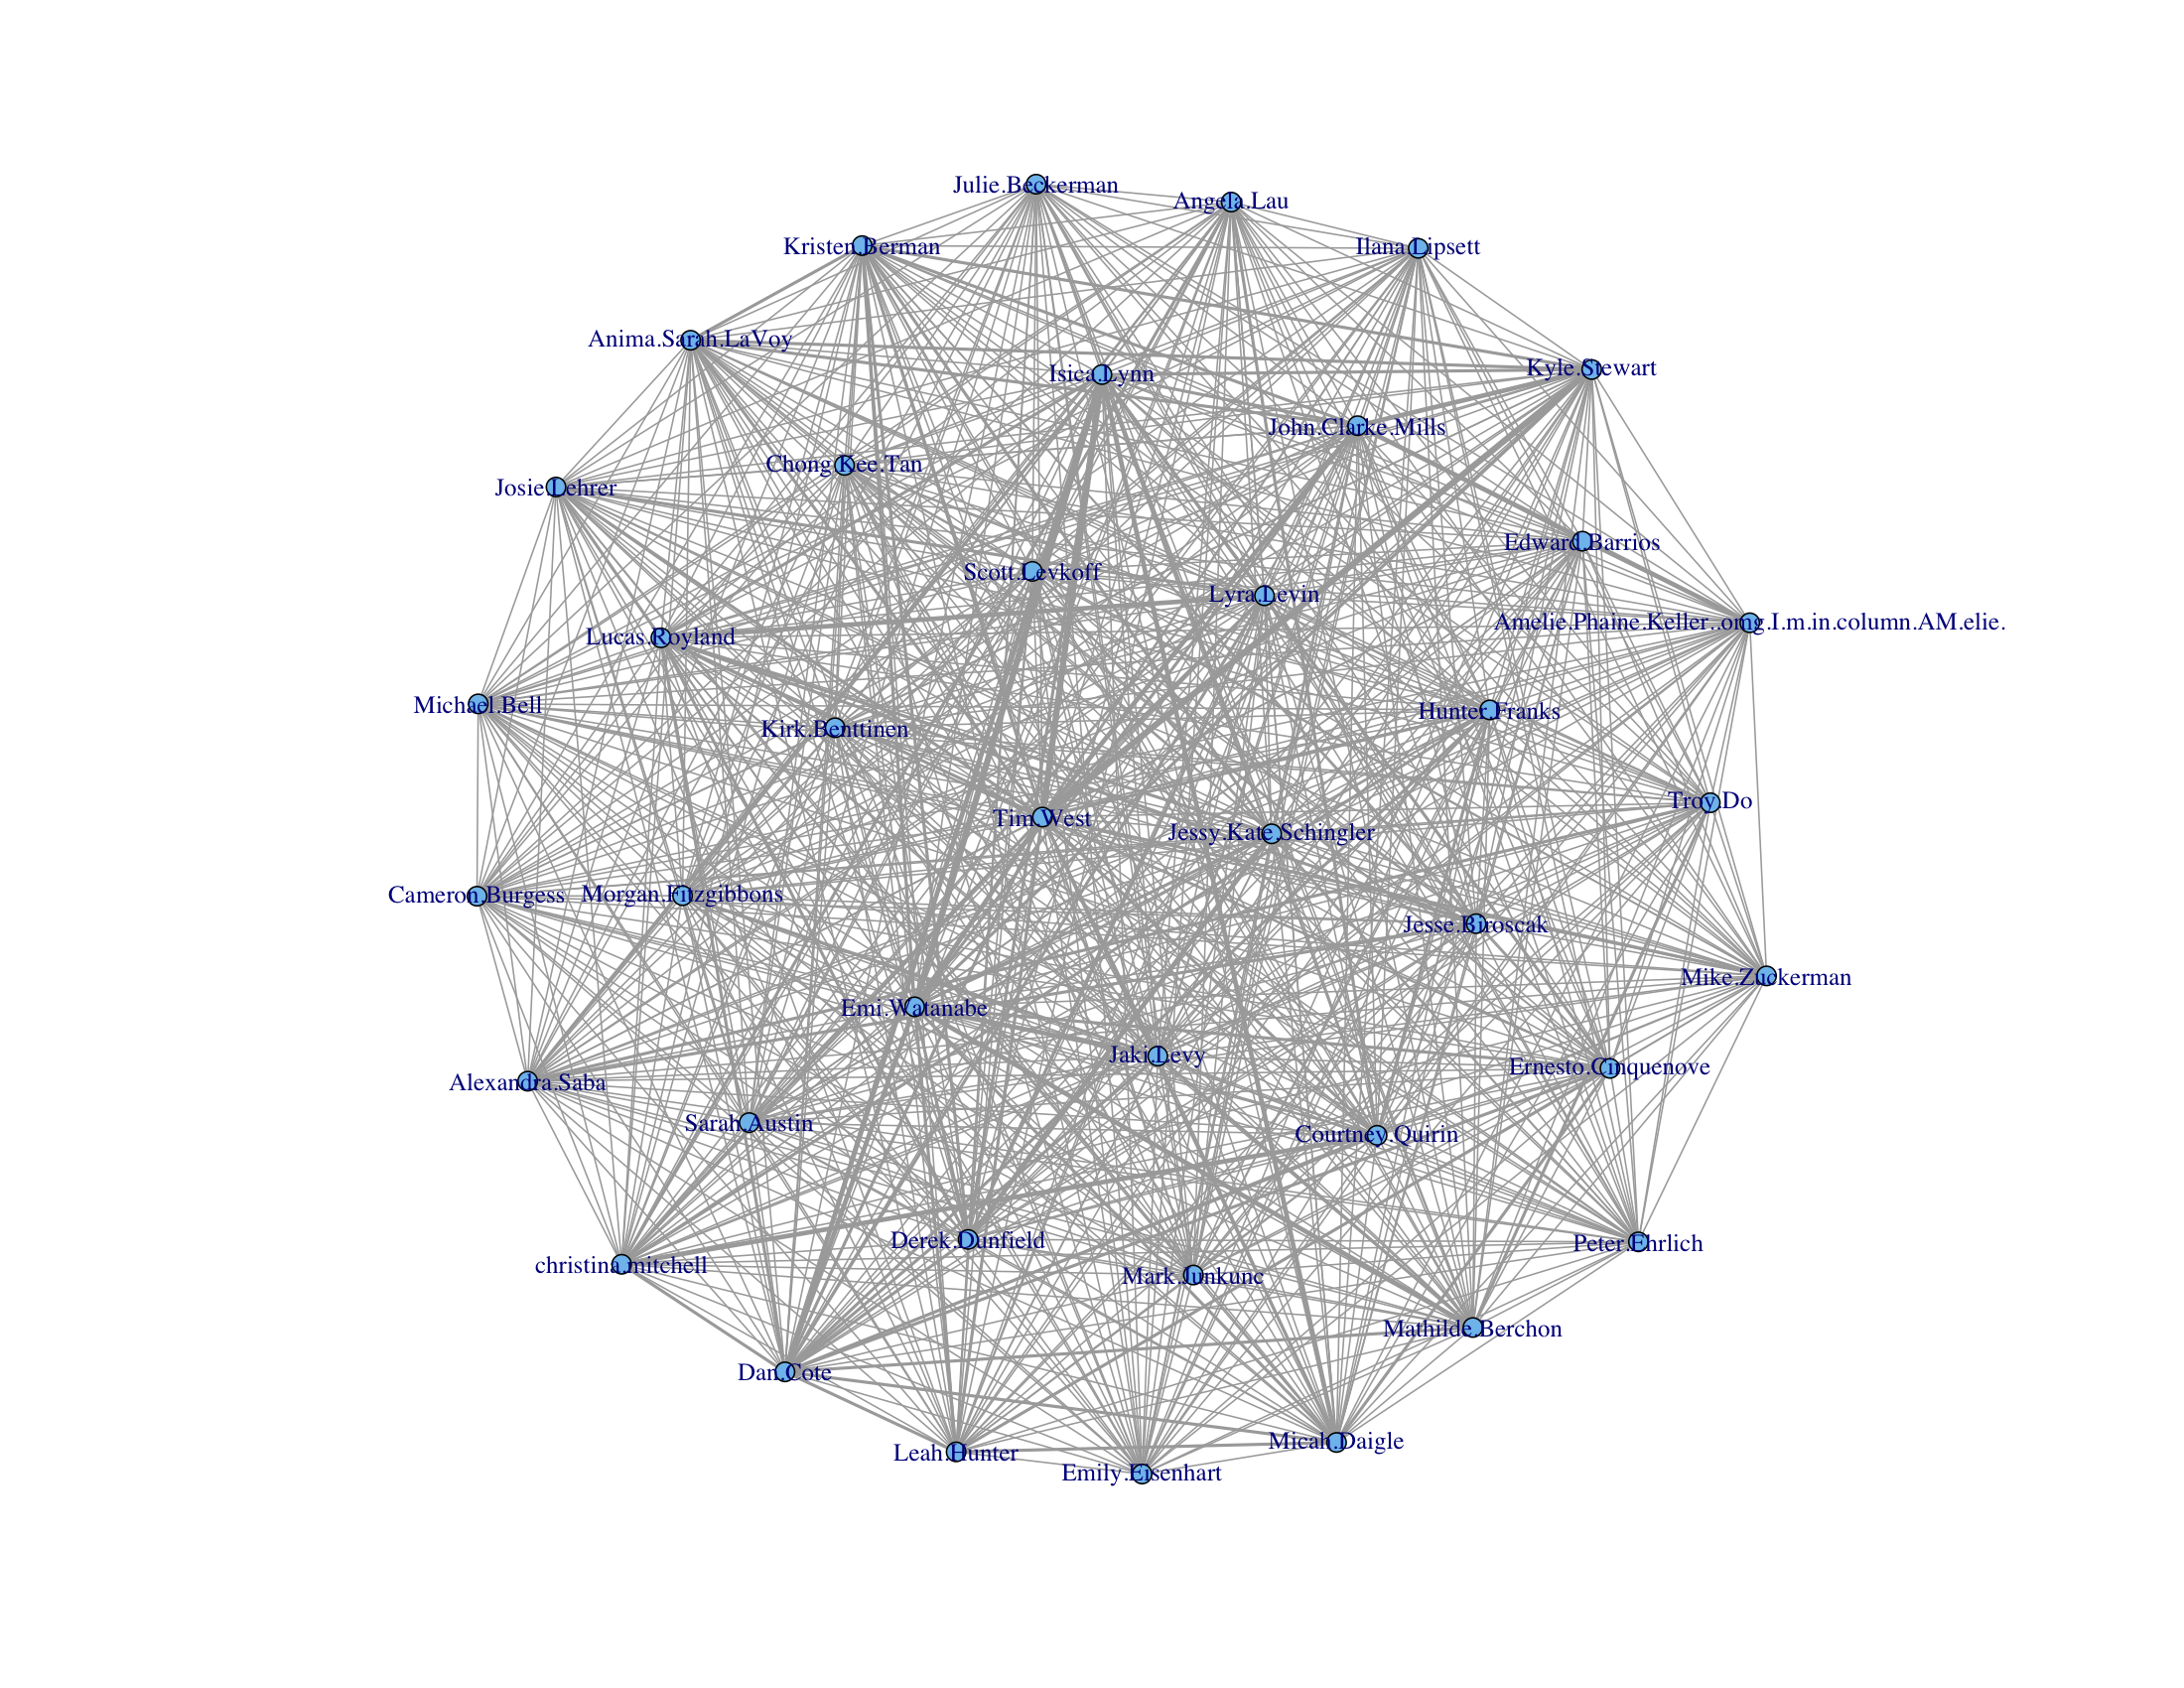 Julie.Beckerman
Angela.Lau
Kristen.Berman
Ilana.Lipsett
Anima.Sarah.LaVoy
Isica.Lynn
Kyle.Stewart
John.Clarke.Mills
Chong.Kee.Tan
Josie.Lehrer
Edward.Barrios
Scott.Levkoff
Lyra.Levin
Amelie.Phaine.Keller..omg.I.m.in.column.AM.elie.
Lucas.Royland
Michael.Bell
Hunter.Franks
Kirk.Benttinen
Troy.Do
Tim.West
Jessy.Kate.Schingler
Cameron.Burgess
Morgan.Fitzgibbons
Jesse.Biroscak
Mike.Zuckerman
Emi.Watanabe
Jaki.Levy
Ernesto.Cinquenove
Alexandra.Saba
Sarah.Austin
Courtney.Quirin
Derek.Dunfield
Peter.Ehrlich
christina.mitchell
Mark.Junkunc
Mathilde.Berchon
Dan.Cote
Micah.Daigle
Leah.Hunter
Emily.Eisenhart